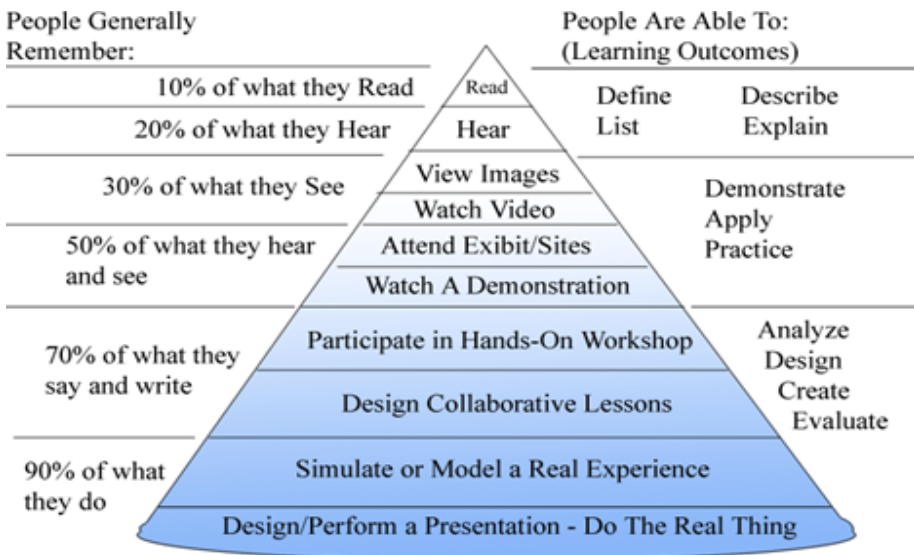 People Generally
Remember:
10% of what they Read
20% of what they Hear
30% of what they See
50% of what they hear
and see
70% of what they
say and write
90% of what
they do
Read
Hear
View Images
Watch Video
Attend Exibit/Sites
Watch A Demonstration
Participate in Hands-On Workshop
Design Collaborative Lessons
Simulate or Model a Real Experience
Design/Perform a Presentation - Do The Real Thing
People Are Able To:
(Learning Outcomes)
Define Describe
List Explain
Demonstrate
Apply
Practice
Analyze
Design
Create
Evaluate